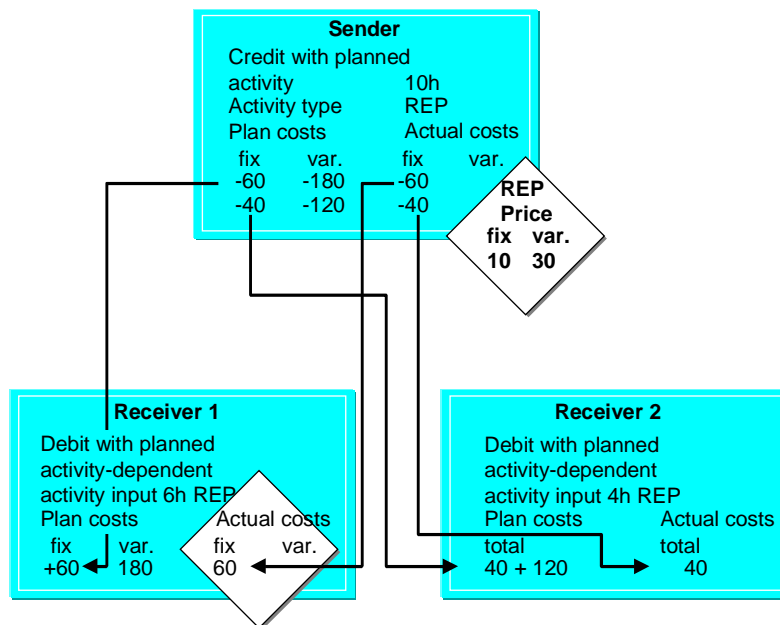 Sender
Credit with planned
activity 10h
Activity type REP
Plan costs Actual costs
fix var. fix var.
-60 -180 -60
-40 -120 -40
REP
Price
fix var.
10 30
Receiver 1
Debit with planned
activity-dependent
activity input 6h REP
Plan costs Actual costs
fix var. fix var.
+60 180 60
Receiver 2
Debit with planned
activity-dependent
activity input 4h REP
Plan costs Actual costs
total total
40 + 120 40